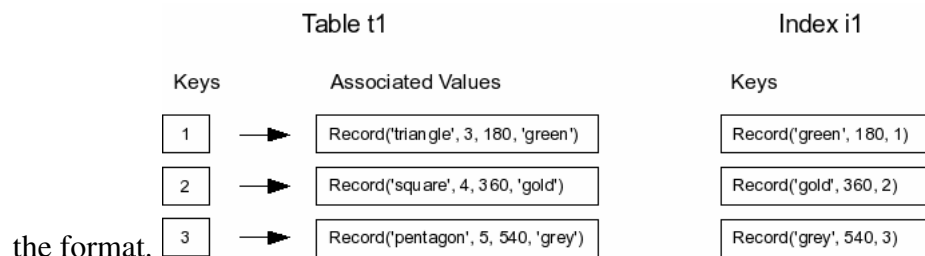 Table t1 Index i1
Keys Associated Values Keys
1 Record('triangle', 3, 180, 'green') Record('green', 180, 1)
2 Record('square', 4, 360, 'gold') Record('gold', 360, 2)
the format. 3 Record('pentagon', 5, 540, 'grey') Record('grey', 540, 3)